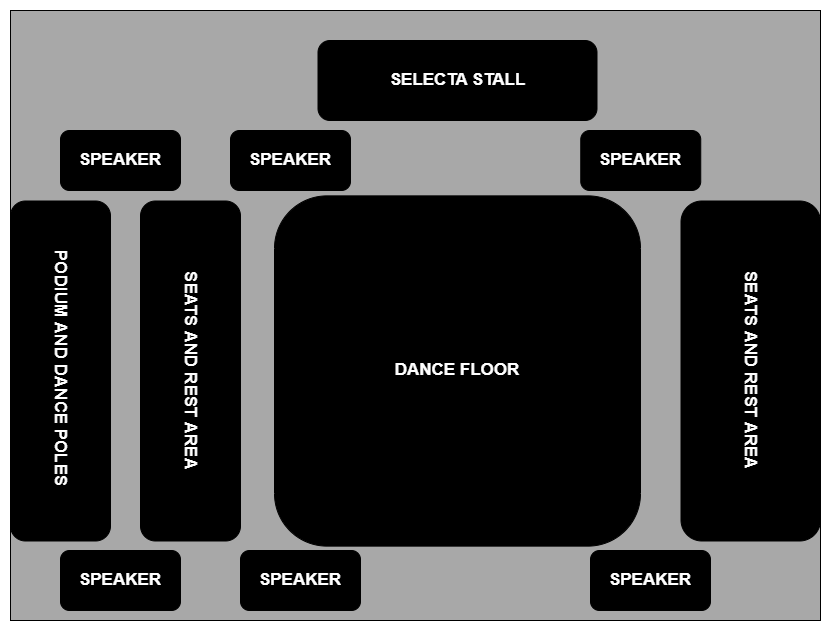 SELECTA STALL
SPEAKER
SPEAKER
SPEAKER
PODIUM AND DANCE POLES
SEATS AND REST AREA
DANCE FLOOR
SEATS AND REST AREA
SPEAKER
SPEAKER
SPEAKER